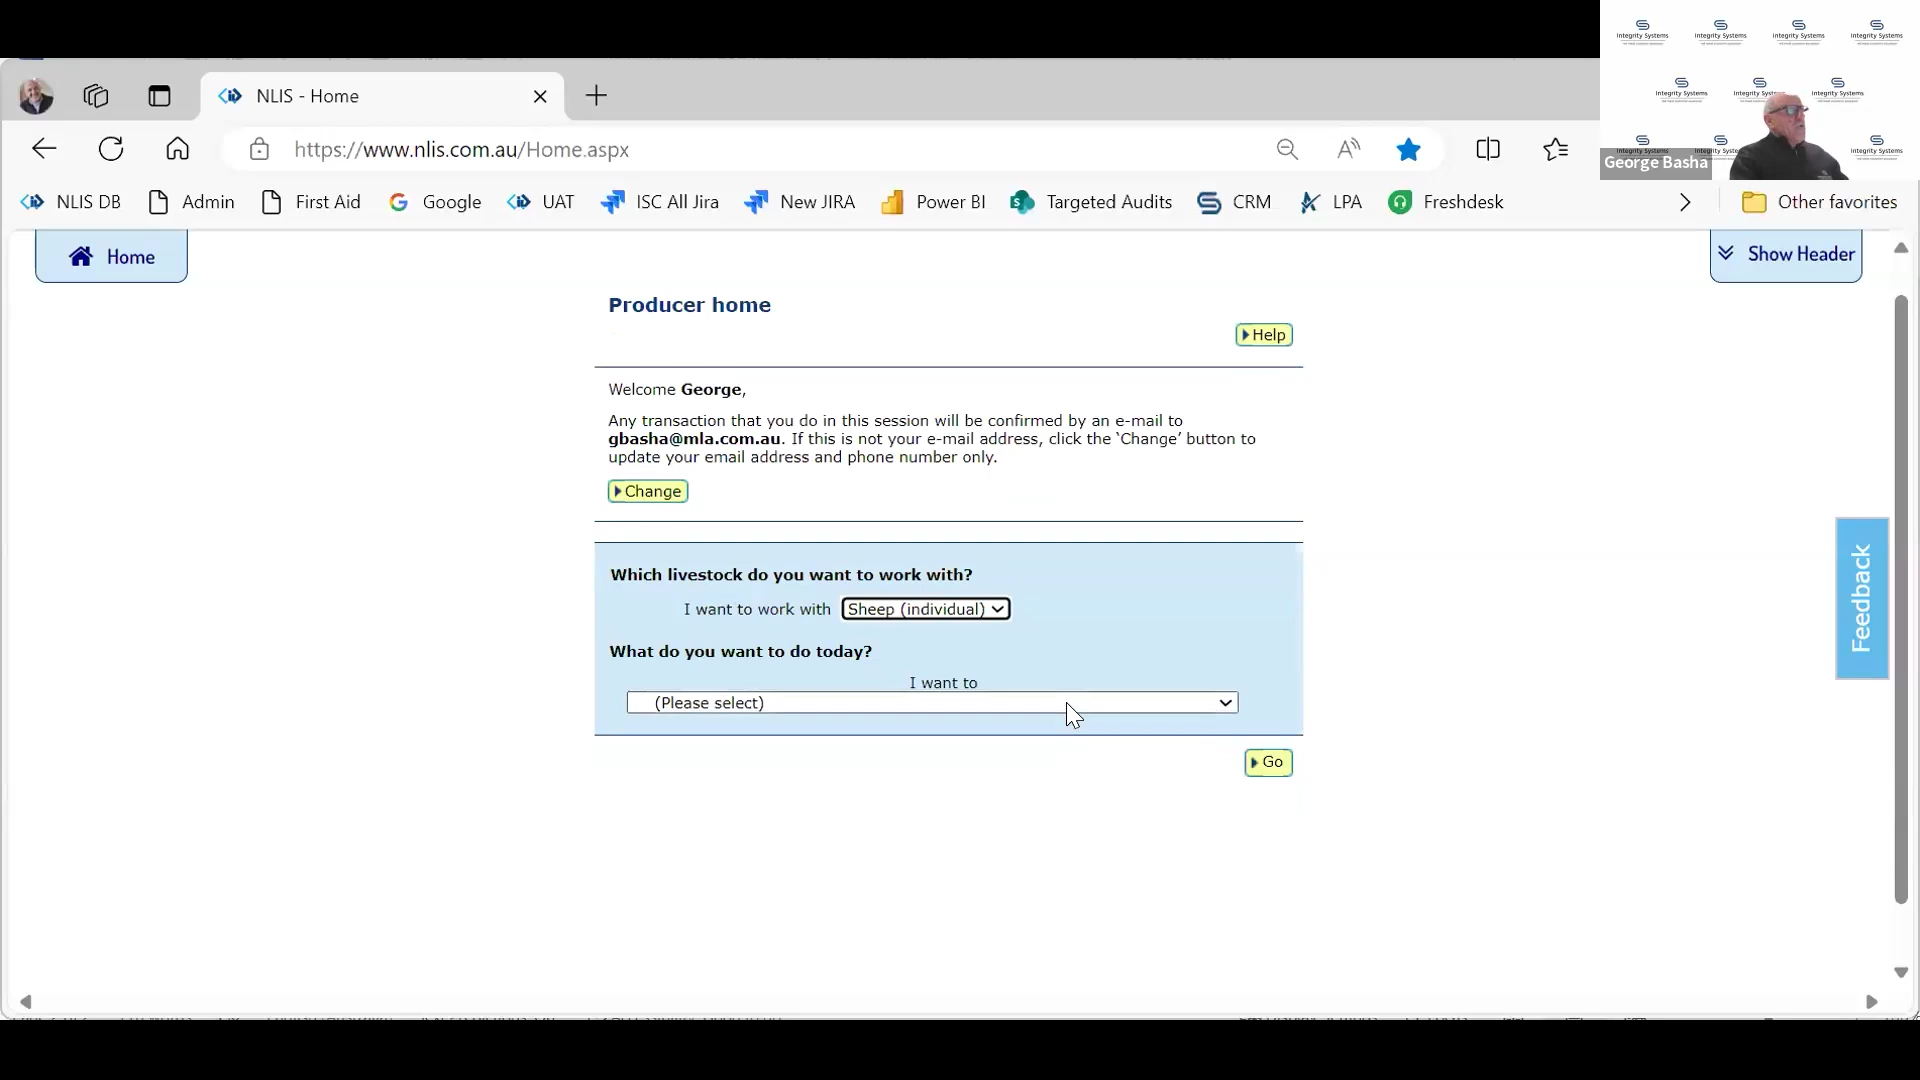 Integrity Systems Integrity Systems Integrity Systems Integrity Systems
Integrity Systems Integrity Systems Integrity Systems
Integrity Systems Integrity Systems Integrity Systems
George Basha
NLIS - Home
https://www.nlis.com.au/Home.aspx
NLIS DB Admin First Aid Google UAT ISC All Jira New JIRA Power BI Targeted Audits CRM LPA Freshdesk Other favorites
Home
Show Header
Producer home
Help
Welcome George,
Any transaction that you do in this session will be confirmed by an e-mail to
gbasha@mla.com.au. If this is not your e-mail address, click the ‘Change’ button to
update your email address and phone number only.
Change
Which livestock do you want to work with?
I want to work with Sheep (individual)
What do you want to do today?
I want to
(Please select)
Go
Feedback